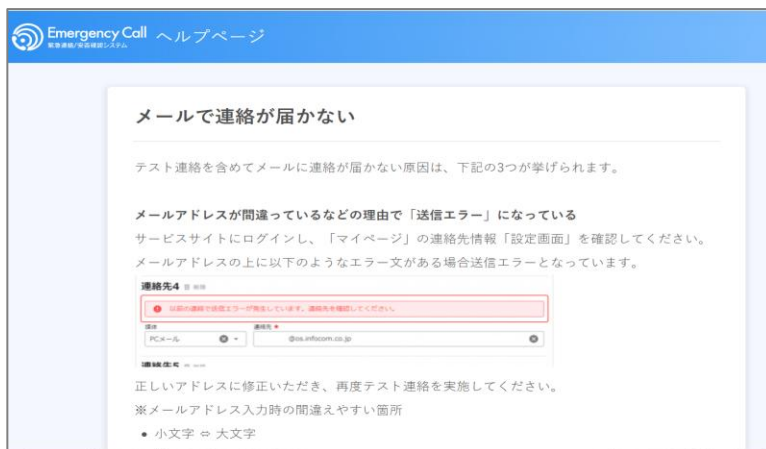 Emergency Call ヘルプページ
緊急連絡/安否確認システム
メールで連絡が届かない
テスト連絡を含めてメールに連絡が届かない原因は、下記の3つが挙げられます。
メールアドレスが間違っているなどの理由で「送信エラー」になっている
サービスサイトにログインし、「マイページ」の連絡先情報「設定画面」を確認してください。
メールアドレスの上に以下のようなエラー文がある場合送信エラーとなっています。
連絡先4 削除
以前の連絡で送信エラーが発生しています。連絡先を確認してください。
媒体 連絡先
PCメール @os.infocom.co.jp
連絡先5
正しいアドレスに修正いただき、再度テスト連絡を実施してください。
※メールアドレス入力時の間違えやすい箇所
• 小文字 ⇔ 大文字